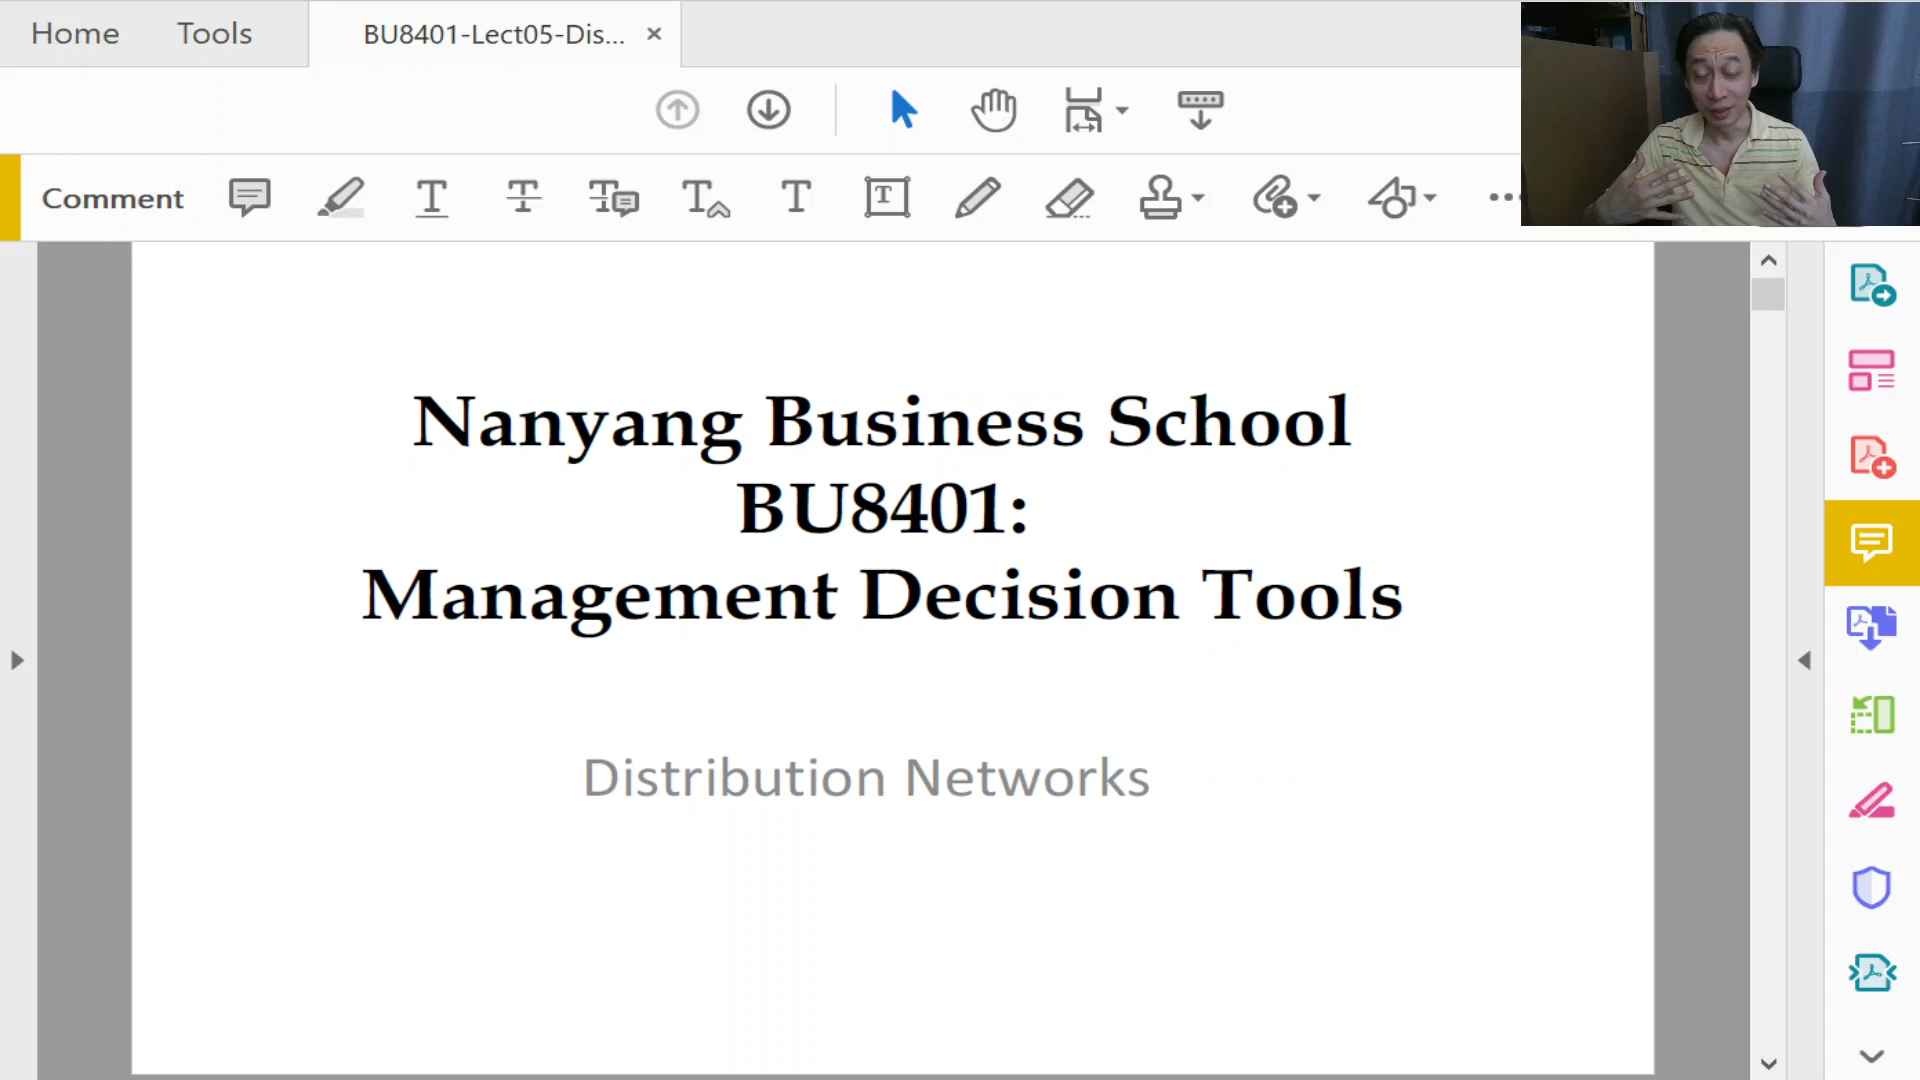 Home Tools BU8401-Lect05-Dis... ×
Comment
Nanyang Business School
BU8401:
Management Decision Tools
Distribution Networks